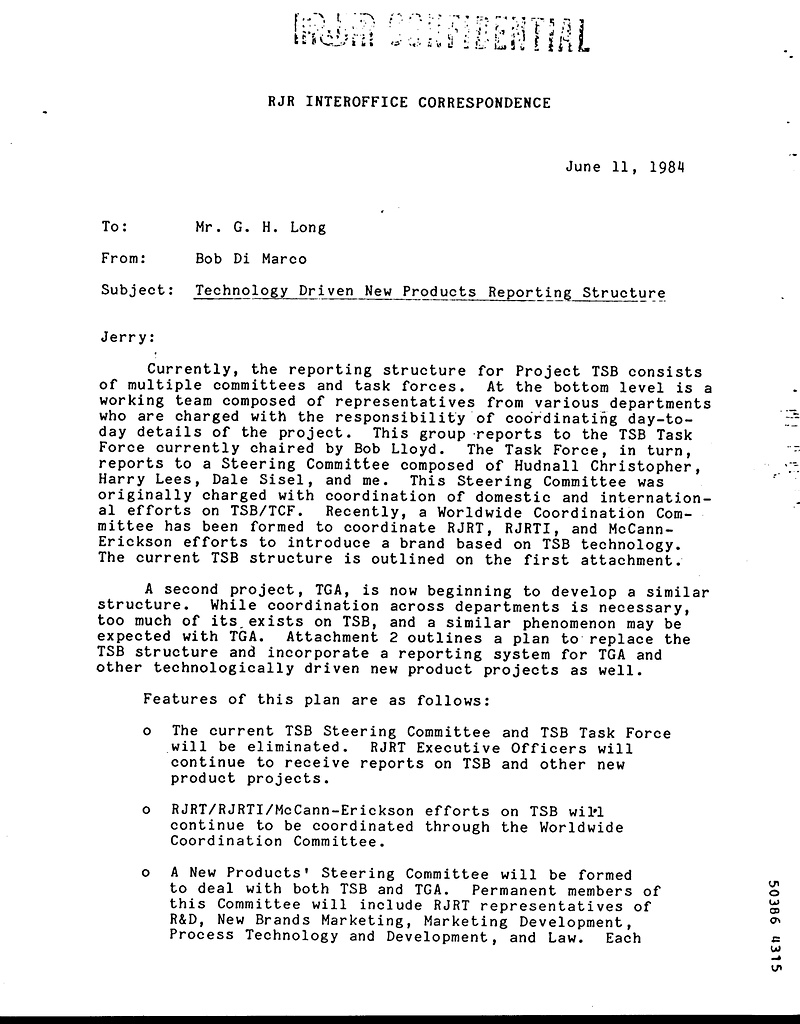 RJR CONFIDENTIAL
RJR INTEROFFICE CORRESPONDENCE
June 11, 1984
To: Mr. G. H. Long
From: Bob Di Marco
Subject: Technology Driven New Products Reporting Structure
Jerry:
Currently, the reporting structure for Project TSB consists
of multiple committees and task forces. At the bottom level is a
working team composed of representatives from various departments
who are charged with the responsibility of coordinating day-to-
day details of the project. This group reports to the TSB Task
Force currently chaired by Bob Lloyd. The Task Force, in turn,
reports to a Steering Committee composed of Hudnall Christopher,
Harry Lees, Dale Sisel, and me. This Steering Committee was
originally charged with coordination of domestic and internation-
al efforts on TSB/TCF. Recently, a Worldwide Coordination Com-
mittee has been formed to coordinate RJRT, RJRTI, and McCann-
Erickson efforts to introduce a brand based on TSB technology.
The current TSB structure is outlined on the first attachment.
A second project, TGA, is now beginning to develop a similar
structure. While coordination across departments is necessary,
too much of its exists on TSB, and a similar phenomenon may be
expected with TGA. Attachment 2 outlines a plan to replace the
TSB structure and incorporate a reporting system for TGA and
other technologically driven new product projects as well.
Features of this plan are as follows:
o The current TSB Steering Committee and TSB Task Force
will be eliminated. RJRT Executive Officers will
continue to receive reports on TSB and other new
product projects.
o RJRT/RJRTI/McCann-Erickson efforts on TSB will
continue to be coordinated through the Worldwide
Coordination Committee.
o A New Products' Steering Committee will be formed
to deal with both TSB and TGA. Permanent members of
this Committee will include RJRT representatives of
R&D, New Brands Marketing, Marketing Development,
Process Technology and Development, and Law. Each
50386 4315